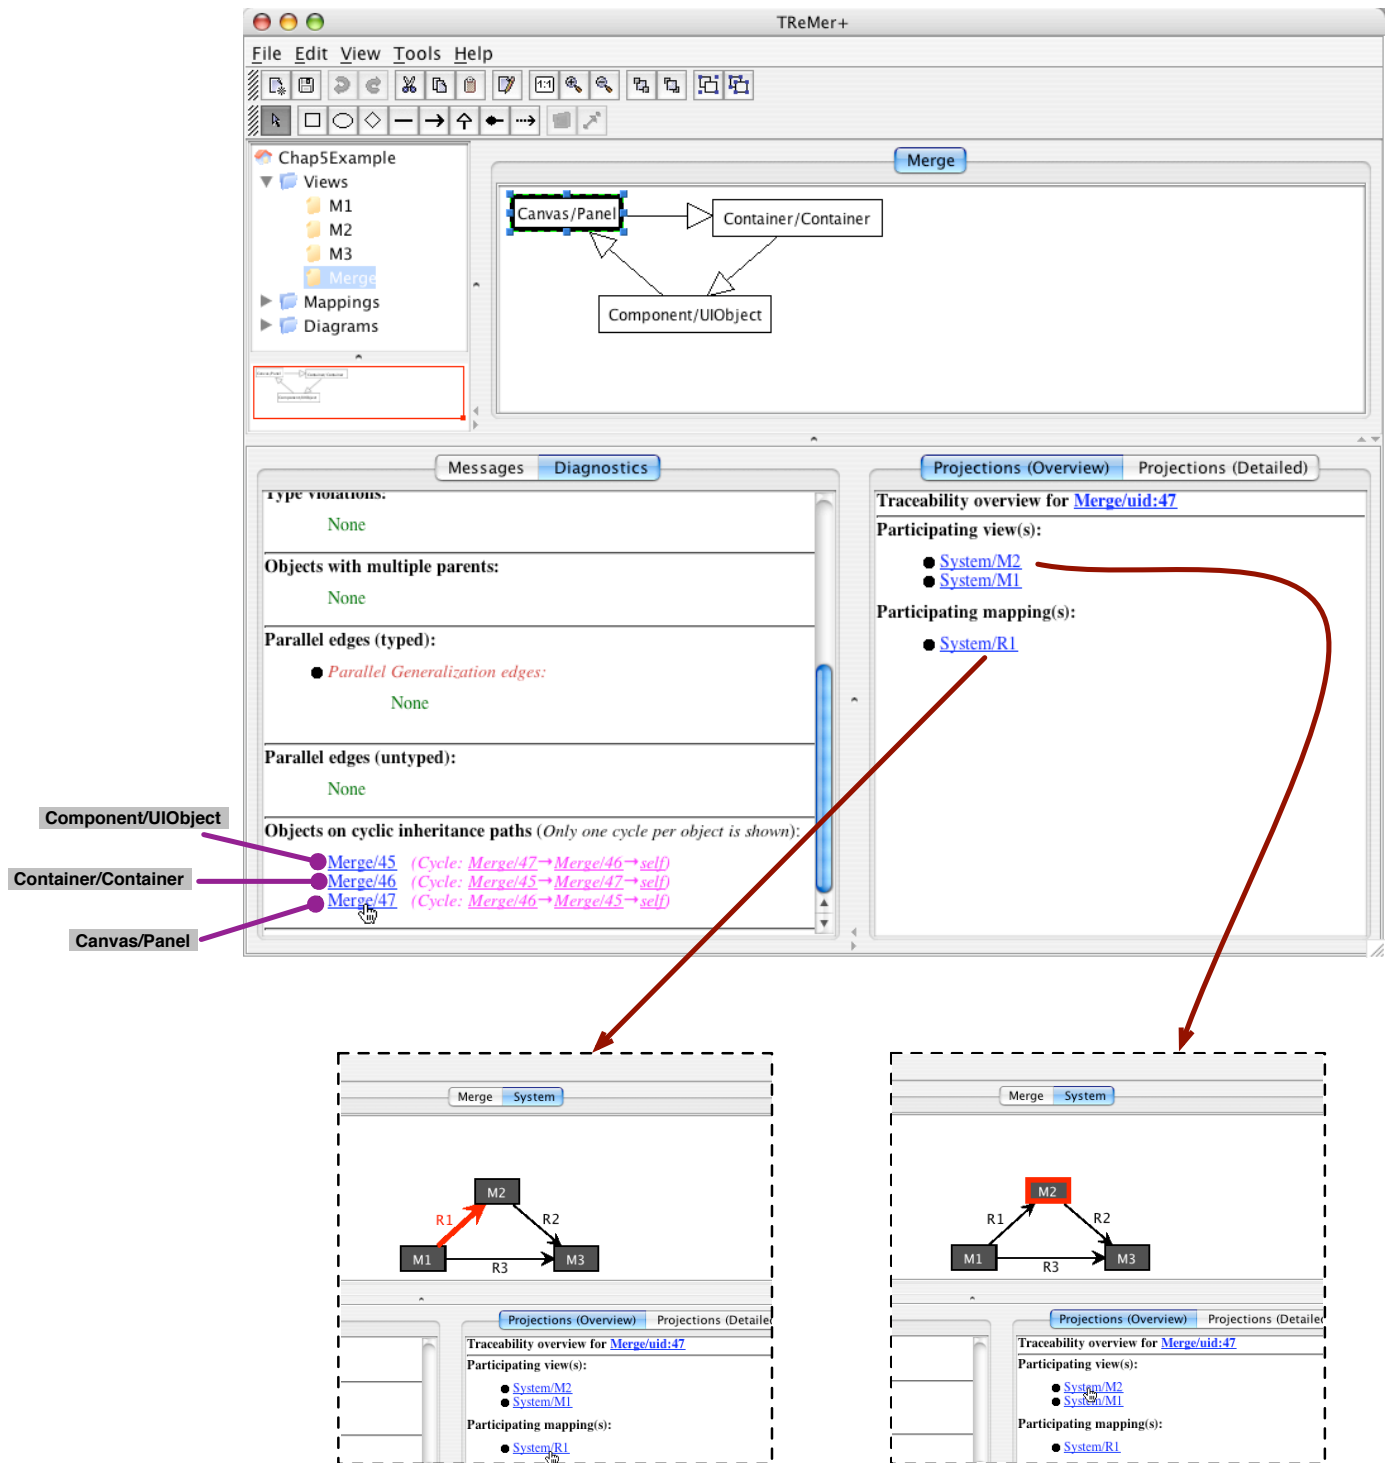 TReMer+
File Edit View Tools Help
1:1
Chap5Example
Views
M1
M2
M3
Merge
Mappings
Diagrams
Merge
Canvas/Panel
Container/Container
Component/UIObject
Messages Diagnostics
Type violations:
None
Objects with multiple parents:
None
Parallel edges (typed):
Parallel Generalization edges:
None
Parallel edges (untyped):
None
Objects on cyclic inheritance paths (Only one cycle per object is shown):
Merge/45 (Cycle: Merge/47→Merge/46→self)
Merge/46 (Cycle: Merge/45→Merge/47→self)
Merge/47 (Cycle: Merge/46→Merge/45→self)
Projections (Overview) Projections (Detailed)
Traceability overview for Merge/uid:47
Participating view(s):
System/M2
System/M1
Participating mapping(s):
System/R1
Component/UIObject
Container/Container
Canvas/Panel
Merge System
M2
R1 R2
M1 M3
R3
Projections (Overview) Projections (Detailed
Traceability overview for Merge/uid:47
Participating view(s):
System/M2
System/M1
Participating mapping(s):
System/R1
Merge System
M2
R1 R2
M1 M3
R3
Projections (Overview) Projections (Detailed
Traceability overview for Merge/uid:47
Participating view(s):
System/M2
System/M1
Participating mapping(s):
System/R1